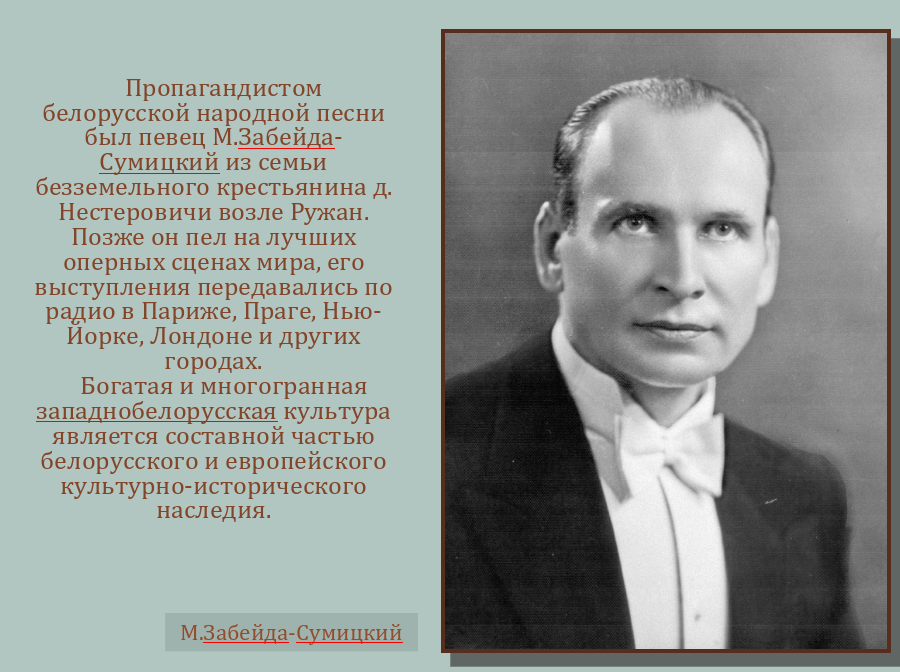 Пропагандистом
белорусской народной песни
был певец М.Забейда-
Сумицкий из семьи
безземельного крестьянина д.
Нестеровичи возле Ружан.
Позже он пел на лучших
оперных сценах мира, его
выступления передавались по
радио в Париже, Праге, Нью-
Йорке, Лондоне и других
городах.
Богатая и многогранная
западнобелорусская культура
является составной частью
белорусского и европейского
культурно-исторического
наследия.
М.Забейда-Сумицкий